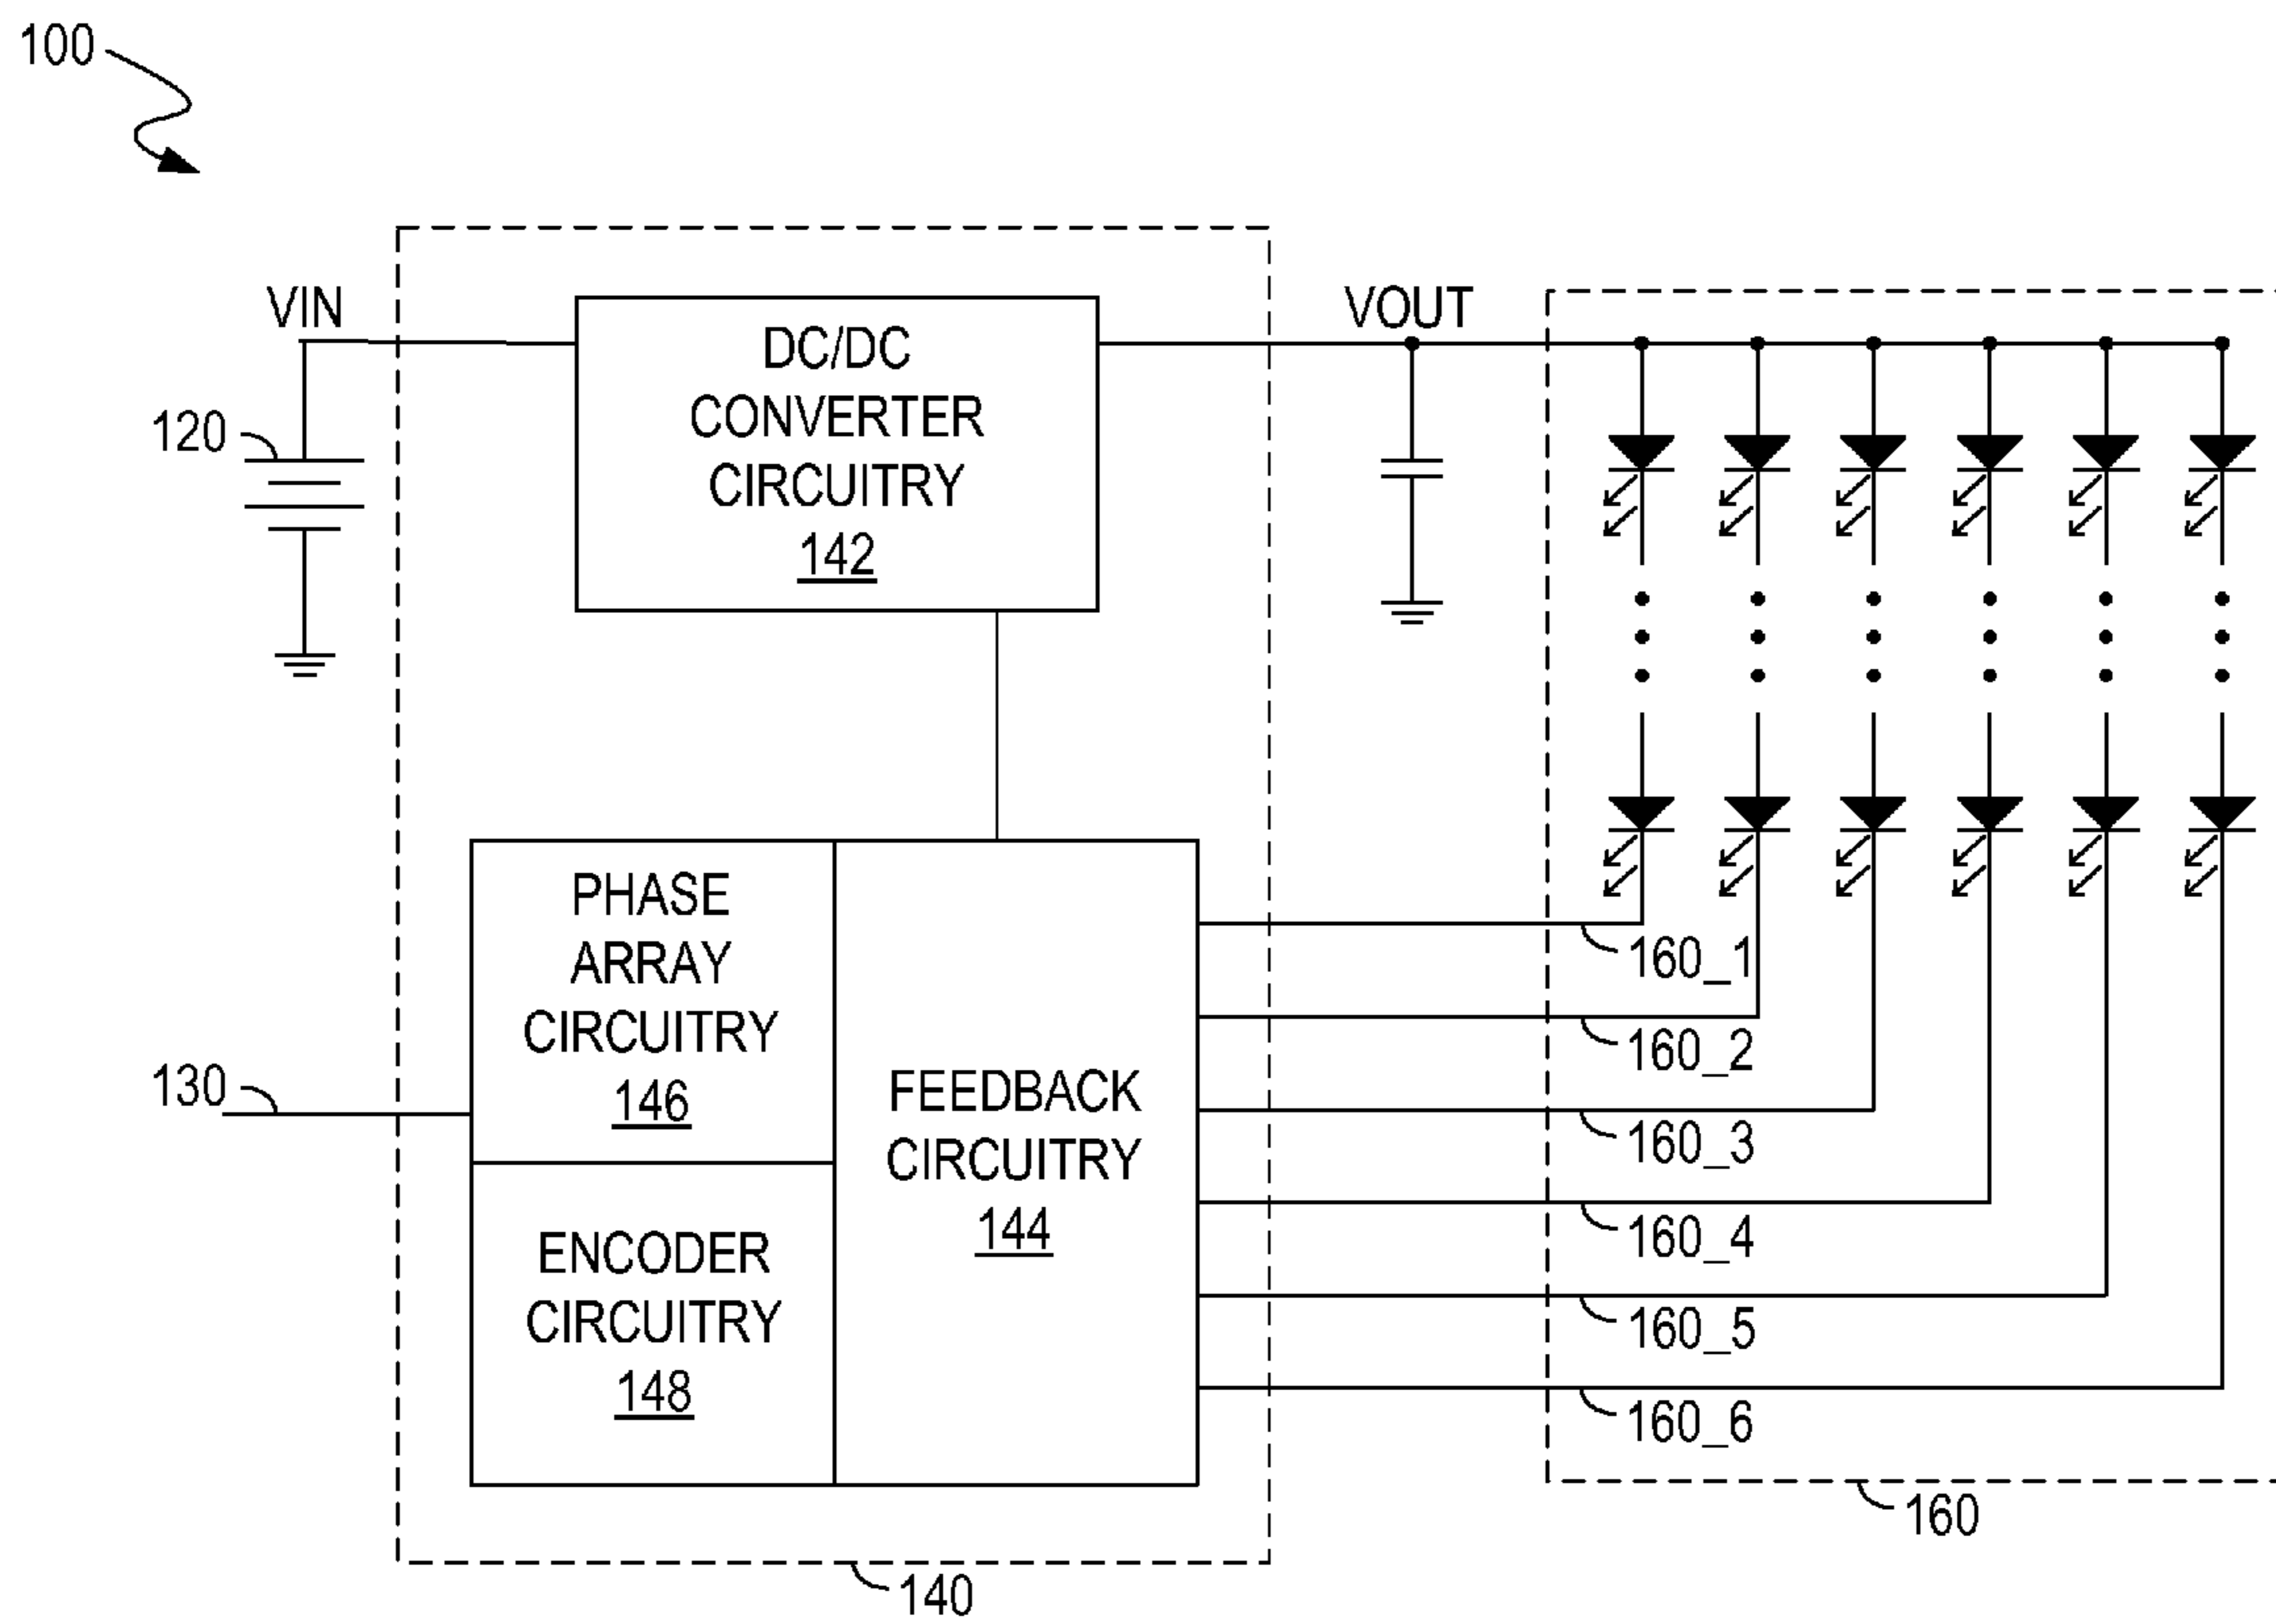 100
VIN
VOUT
DC/DC
CONVERTER
CIRCUITRY
142
120
PHASE
ARRAY
CIRCUITRY
146
130
FEEDBACK
CIRCUITRY
144
ENCODER
CIRCUITRY
148
160_1
160_2
160_3
160_4
160_5
160_6
160
140